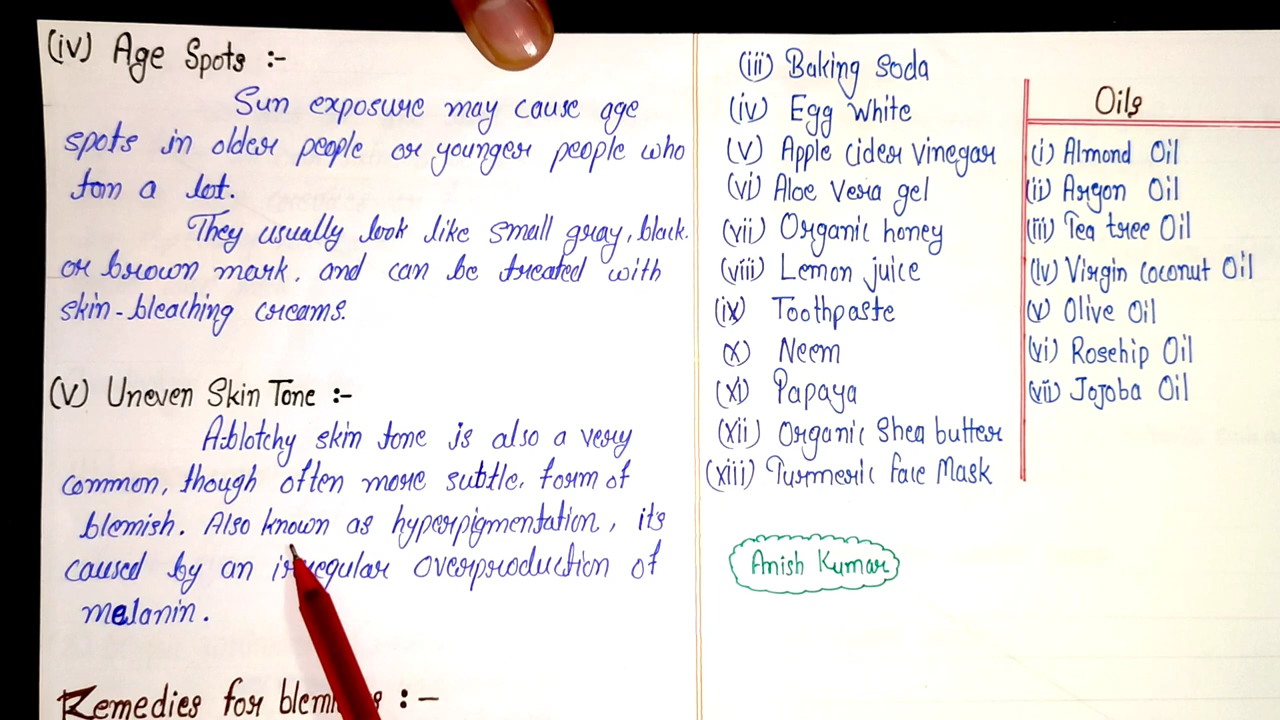 (iv) Age Spots :-
Sun exposure may cause age
spots in older people or younger people who
tan a lot.
They usually look like small gray, black.
or brown mark, and can be treated with
skin-bleaching creams.
(V) Uneven Skin Tone :-
A blotchy skin tone is also a very
common, though often more subtle, form of
blemish. Also known as hyperpigmentation, its
caused by an irregular overproduction of
melanin.
Remedies for :-
(iii) Baking Soda
(iv) Egg White
(v) Apple cider vinegar
(vi) Aloe Vera gel
(vii) Organic honey
(viii) Lemon juice
(ix) Toothpaste
(x) Neem
(xi) Papaya
(xii) Organic Shea butter
(xiii) Turmeric face Mask
Anish Kumar
Oils
(i) Almond Oil
(ii) Argon Oil
(iii) Tea tree Oil
(iv) Virgin coconut Oil
(v) Olive Oil
(vi) Rosehip Oil
(vii) Jojoba Oil